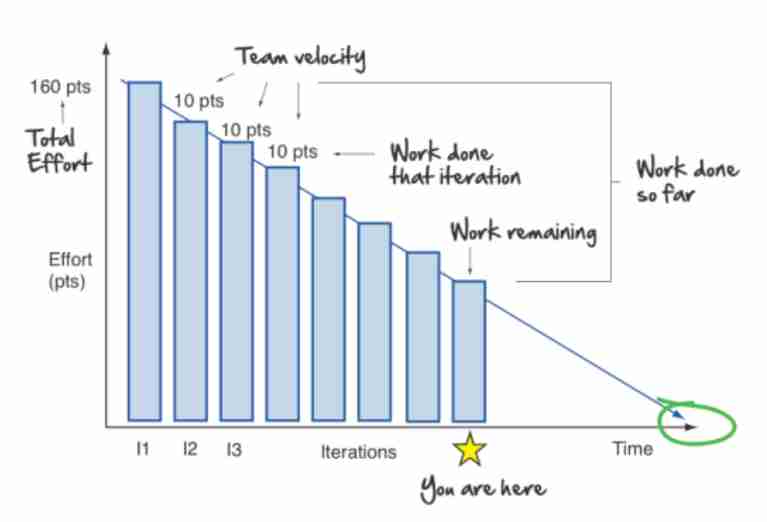 Team velocity
160 pts
10 pts
10 pts
10 pts
Total
Effort
Work done
that iteration
Work done
so far
Work remaining
Effort
(pts)
I1 I2 I3 Iterations Time
You are here